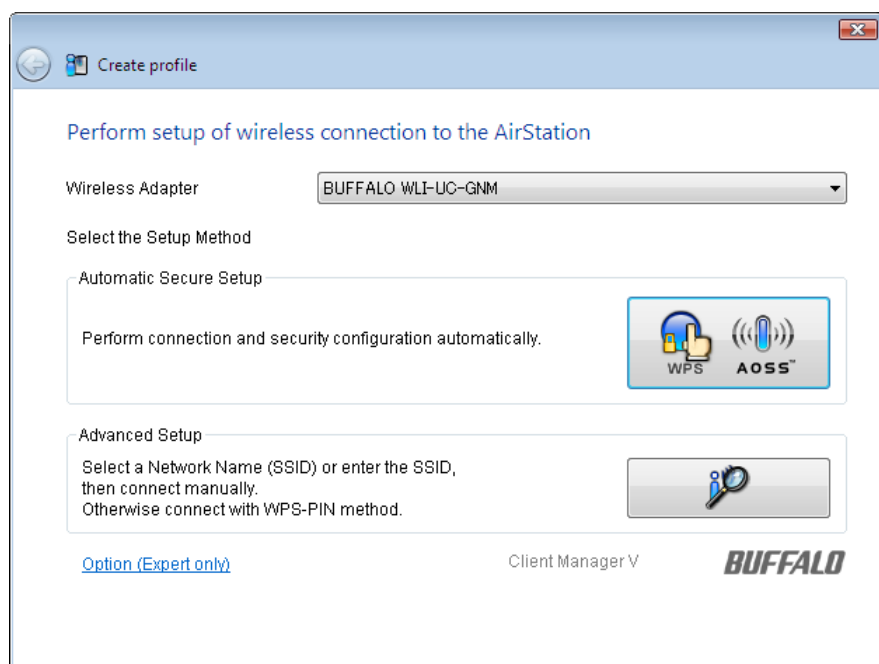 Create profile
Perform setup of wireless connection to the AirStation
Wireless Adapter
BUFFALO WLI-UC-GNM
Select the Setup Method
Automatic Secure Setup
Perform connection and security configuration automatically.
WPS
AOSS™
Advanced Setup
Select a Network Name (SSID) or enter the SSID,
then connect manually.
Otherwise connect with WPS-PIN method.
Option (Expert only)
Client Manager V
BUFFALO